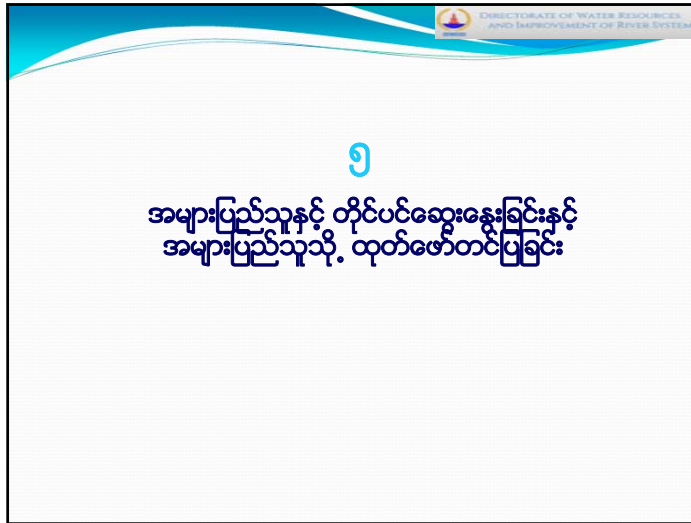 DIRECTORATE OF WATER RESOURCES
AND IMPROVEMENT OF RIVER SYSTEM
၅
အများပြည်သူနှင့် တိုင်ပင်ဆွေးနွေးခြင်းနှင့်
အများပြည်သူသို့ ထုတ်ဖော်တင်ပြခြင်း